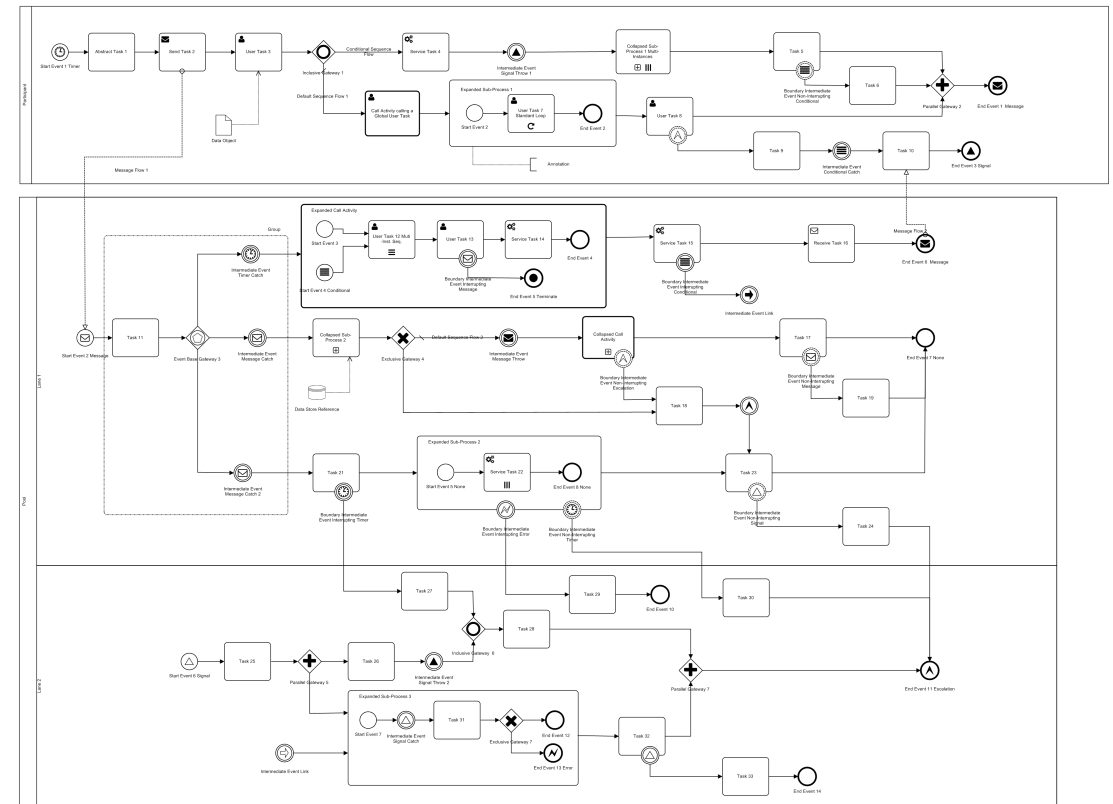 Participant
Start Event 1 Timer
Abstract Task 1
Send Task 2
User Task 3
Inclusive Gateway 1
Conditional Sequence
Flow
Service Task 4
Intermediate Event
Signal Throw 1
Collapsed Sub-
Process 1 Multi-
Instances
Task 5
Boundary Intermediate
Event Non-Interrupting
Conditional
Task 6
Parallel Gateway 2
End Event 1 Message
Default Sequence Flow 1
Data Object
Call Activity calling a
Global User Task
Expanded Sub-Process 1
Start Event 2
User Task 7
Standard Loop
End Event 2
Annotation
User Task 8
Task 9
Intermediate Event
Conditional Catch
Task 10
End Event 3 Signal
Message Flow 1
Pool
Lane 1
Group
Expanded Call Activity
Start Event 3
Start Event 4 Conditional
User Task 12 Multi
Inst. Seq.
User Task 13
Service Task 14
End Event 4
Boundary Intermediate
Event Interrupting
Message
End Event 5 Terminate
Intermediate Event
Timer Catch
Service Task 15
Boundary Intermediate
Event Interrupting
Conditional
Intermediate Event Link
Receive Task 16
Message Flow 2
End Event 6 Message
Start Event 2 Message
Task 11
Event Base Gateway 3
Intermediate Event
Message Catch
Collapsed Sub-
Process 2
Data Store Reference
Exclusive Gateway 4
Default Sequence Flow 2
Intermediate Event
Message Throw
Collapsed Call
Activity
Boundary Intermediate
Event Non-Interrupting
Escalation
Task 17
Boundary Intermediate
Event Non-Interrupting
Message
End Event 7 None
Task 18
Task 19
Intermediate Event
Message Catch 2
Task 21
Boundary Intermediate
Event Interrupting Timer
Expanded Sub-Process 2
Start Event 5 None
Service Task 22
End Event 9 None
Boundary Intermediate
Event Interrupting Error
Boundary Intermediate
Event Non-Interrupting
Timer
Task 23
Boundary Intermediate
Event Non-Interrupting
Signal
Task 24
Lane 2
Task 27
Task 29
End Event 10
Task 30
Inclusive Gateway 6
Task 28
Start Event 6 Signal
Task 25
Parallel Gateway 5
Task 26
Intermediate Event
Signal Throw 2
Parallel Gateway 7
End Event 11 Escalation
Expanded Sub-Process 3
Start Event 7
Intermediate Event
Signal Catch
Task 31
Exclusive Gateway 7
End Event 12
End Event 13 Error
Intermediate Event Link
Task 32
Task 33
End Event 14